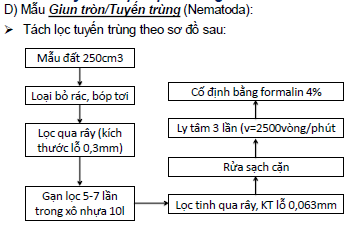 D) Mẫu Giun tròn/Tuyến trùng (Nematoda):
➢ Tách lọc tuyến trùng theo sơ đồ sau:
Mẫu đất 250cm3
Loại bỏ rác, bóp tơi
Lọc qua rây (kích
thước lỗ 0,3mm)
Gạn lọc 5-7 lần
trong xô nhựa 10l
Lọc tinh qua rây, KT lỗ 0,063mm
Rửa sạch cặn
Ly tâm 3 lần (v=2500vòng/phút
Cố định bằng formalin 4%